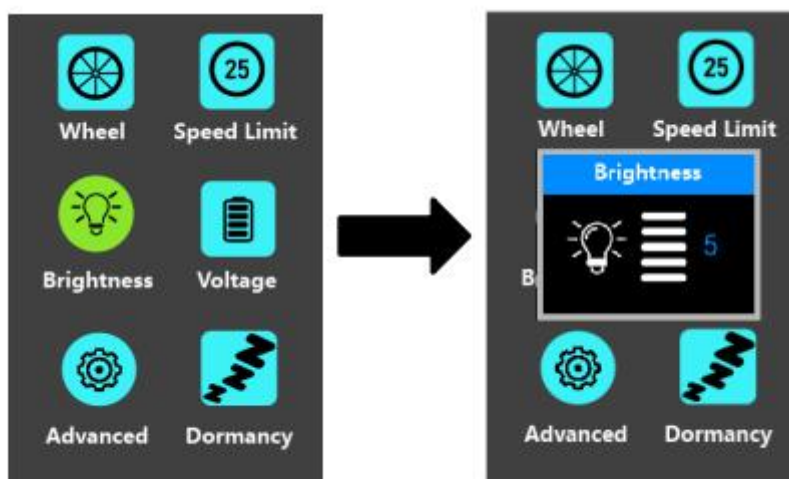 25
Wheel
Speed Limit
Brightness
Voltage
Advanced
Dormancy
25
Wheel
Speed Limit
Brightness
5
B
Advanced
Dormancy